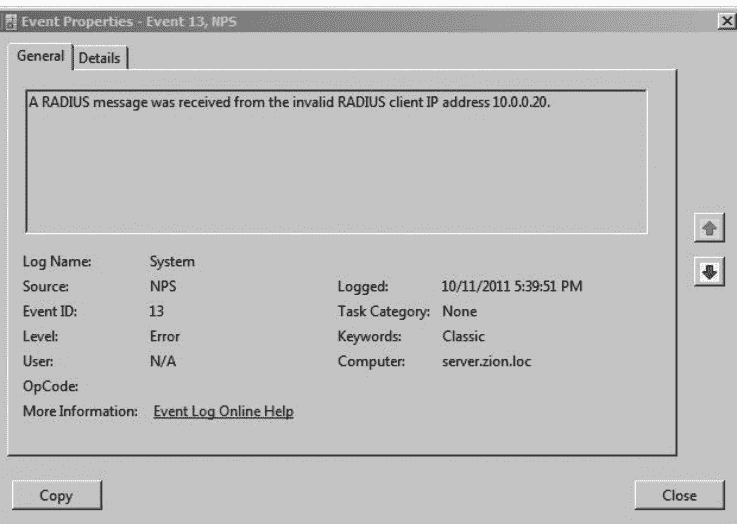 Event Properties - Event 13, NPS
General Details
A RADIUS message was received from the invalid RADIUS client IP address 10.0.0.20.
Log Name: System
Source: NPS Logged: 10/11/2011 5:39:51 PM
Event ID: 13 Task Category: None
Level: Error Keywords: Classic
User: N/A Computer: server.zion.loc
OpCode:
More Information: Event Log Online Help
Copy Close